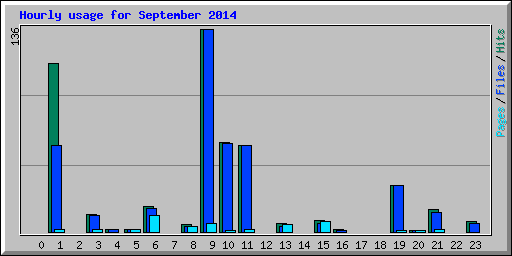 Hourly usage for September 2014
136
Pages/Files/Hits
0 1 2 3 4 5 6 7 8 9 10 11 12 13 14 15 16 17 18 19 20 21 22 23